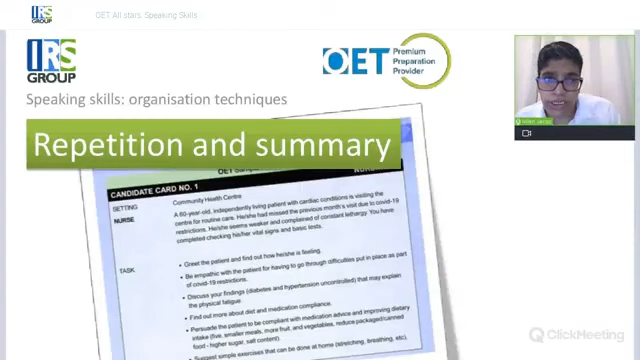 IRS
GROUP
OET All stars: Speaking Skills
IRS
GROUP
OET
Premium
Preparation
Provider
Speaking skills: organisation techniques
Repetition and summary
OET
NURSE
CANDIDATE CARD NO. 1
SETTING
Community Health Centre
NURSE
A 60-year-old, independently living patient with cardiac conditions is visiting the
centre for routine care. He/she had missed the previous month's visit due to covid-19
restrictions. He/she seems weaker and complained of constant lethargy. You have
completed checking his/her vital signs and basic tests.
TASK
• Greet the patient and find out how he/she is feeling.
• Be empathic with the patient for having to go through difficulties put in place as part
of covid-19 restrictions.
• Discuss your findings (diabetes and hypertension uncontrolled) that may explain
the physical fatigue.
• Find out more about diet and medication compliance.
• Persuade the patient to be compliant with medication advice and improving dietary
intake (five, smaller meals, more fruit, and vegetables, reduce packaged/canned
food - higher sugar, salt content).
• Suggest simple exercises that can be done at home (stretching, breathing, etc).
ClickMeeting